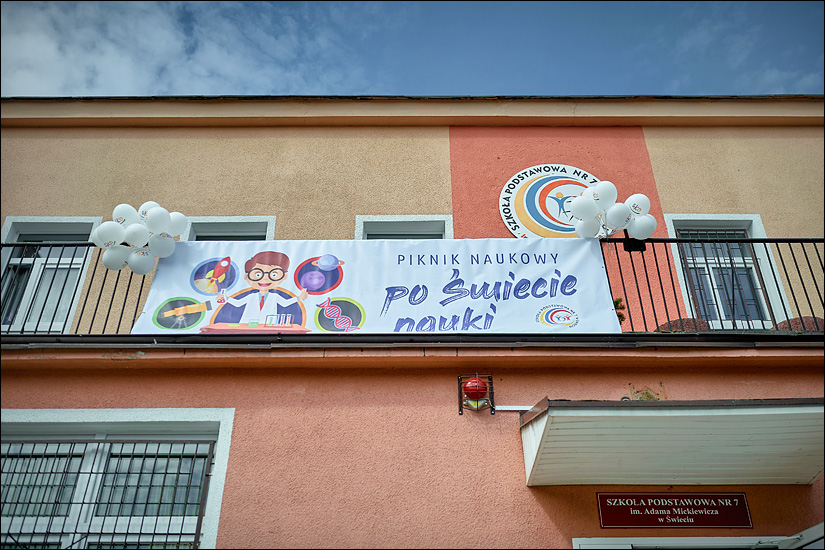 SZKOŁA PODSTAWOWA NR 7
PIKNIK NAUKOWY
po Świecie
nauki
SZKOŁA PODSTAWOWA NR 7
im. Adama Mickiewicza
w Świeciu